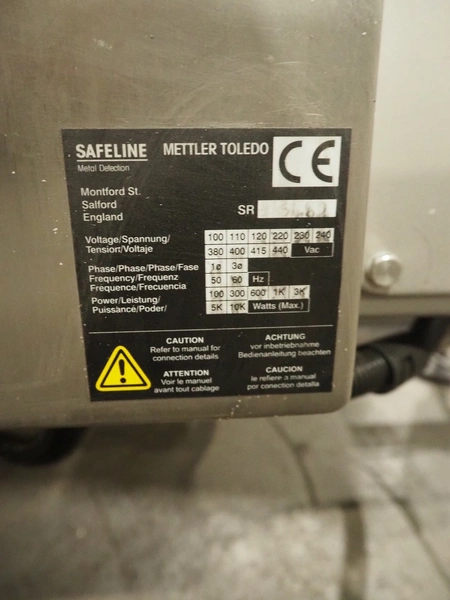 SAFELINE METTLER TOLEDO CE
Metal Detection
Montford St.
Salford
England
SR
Voltage/Spannung/ 100 110 120 220 230 240
Tension/Voltaje 380 400 415 440 Vac
Phase/Phase/Phase/Fase 1ø 3ø
Frequency/Frequenz 50 60 Hz
Frequence/Frecuencia
Power/Leistung/ 100 300 600 1K 3K
Puissance/Poder/ 5K 10K Watts (Max.)
CAUTION
Refer to manual for
connection details
ATTENTION
Voir le manuel
avant tout cablage
ACHTUNG
vor inbetriebnahme
Bedienanleitung beachten
CAUCION
le refiere a manual
por conection detalla